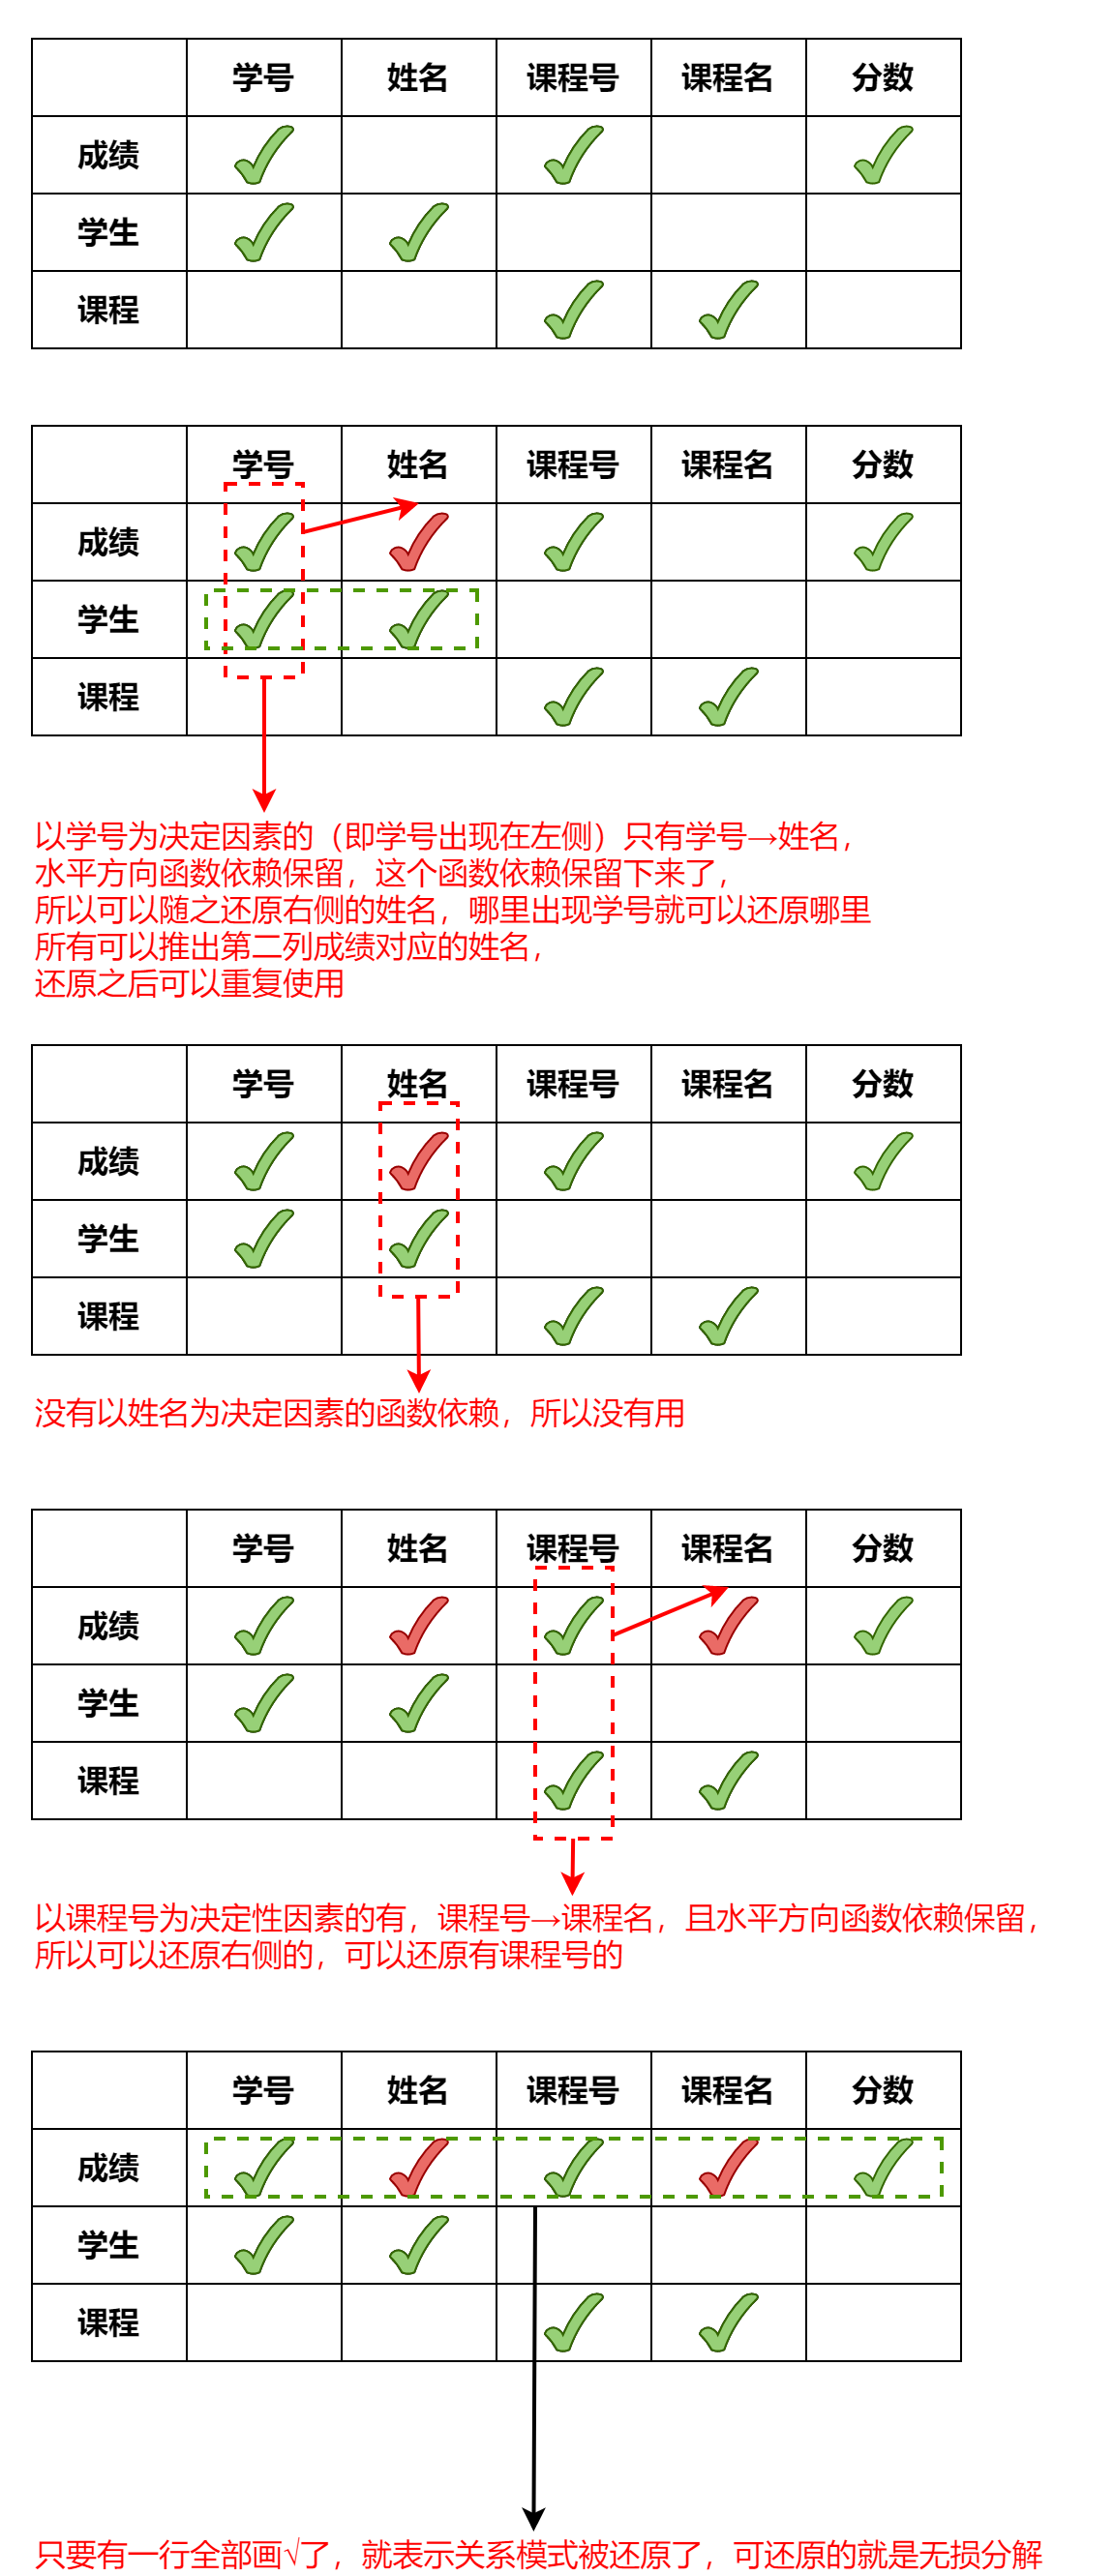 学号 姓名 课程号 课程名 分数
成绩
学生
课程
学号 姓名 课程号 课程名 分数
成绩
学生
课程
以学号为决定因素的（即学号出现在左侧）只有学号→姓名，
水平方向函数依赖保留，这个函数依赖保留下来了，
所以可以随之还原右侧的姓名，哪里出现学号就可以还原哪里
所有可以推出第二列成绩对应的姓名，
还原之后可以重复使用
学号 姓名 课程号 课程名 分数
成绩
学生
课程
没有以姓名为决定因素的函数依赖，所以没有用
学号 姓名 课程号 课程名 分数
成绩
学生
课程
以课程号为决定性因素的有，课程号→课程名，且水平方向函数依赖保留，
所以可以还原右侧的，可以还原有课程号的
学号 姓名 课程号 课程名 分数
成绩
学生
课程
只要有一行全部画√了，就表示关系模式被还原了，可还原的就是无损分解